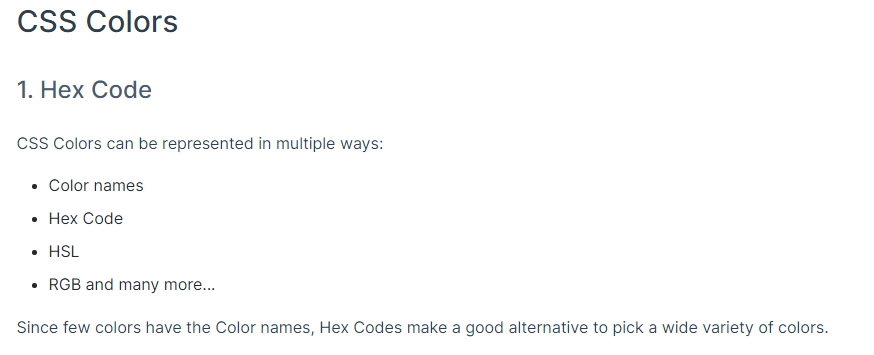 CSS Colors
1. Hex Code
CSS Colors can be represented in multiple ways:
• Color names
• Hex Code
• HSL
• RGB and many more...
Since few colors have the Color names, Hex Codes make a good alternative to pick a wide variety of colors.